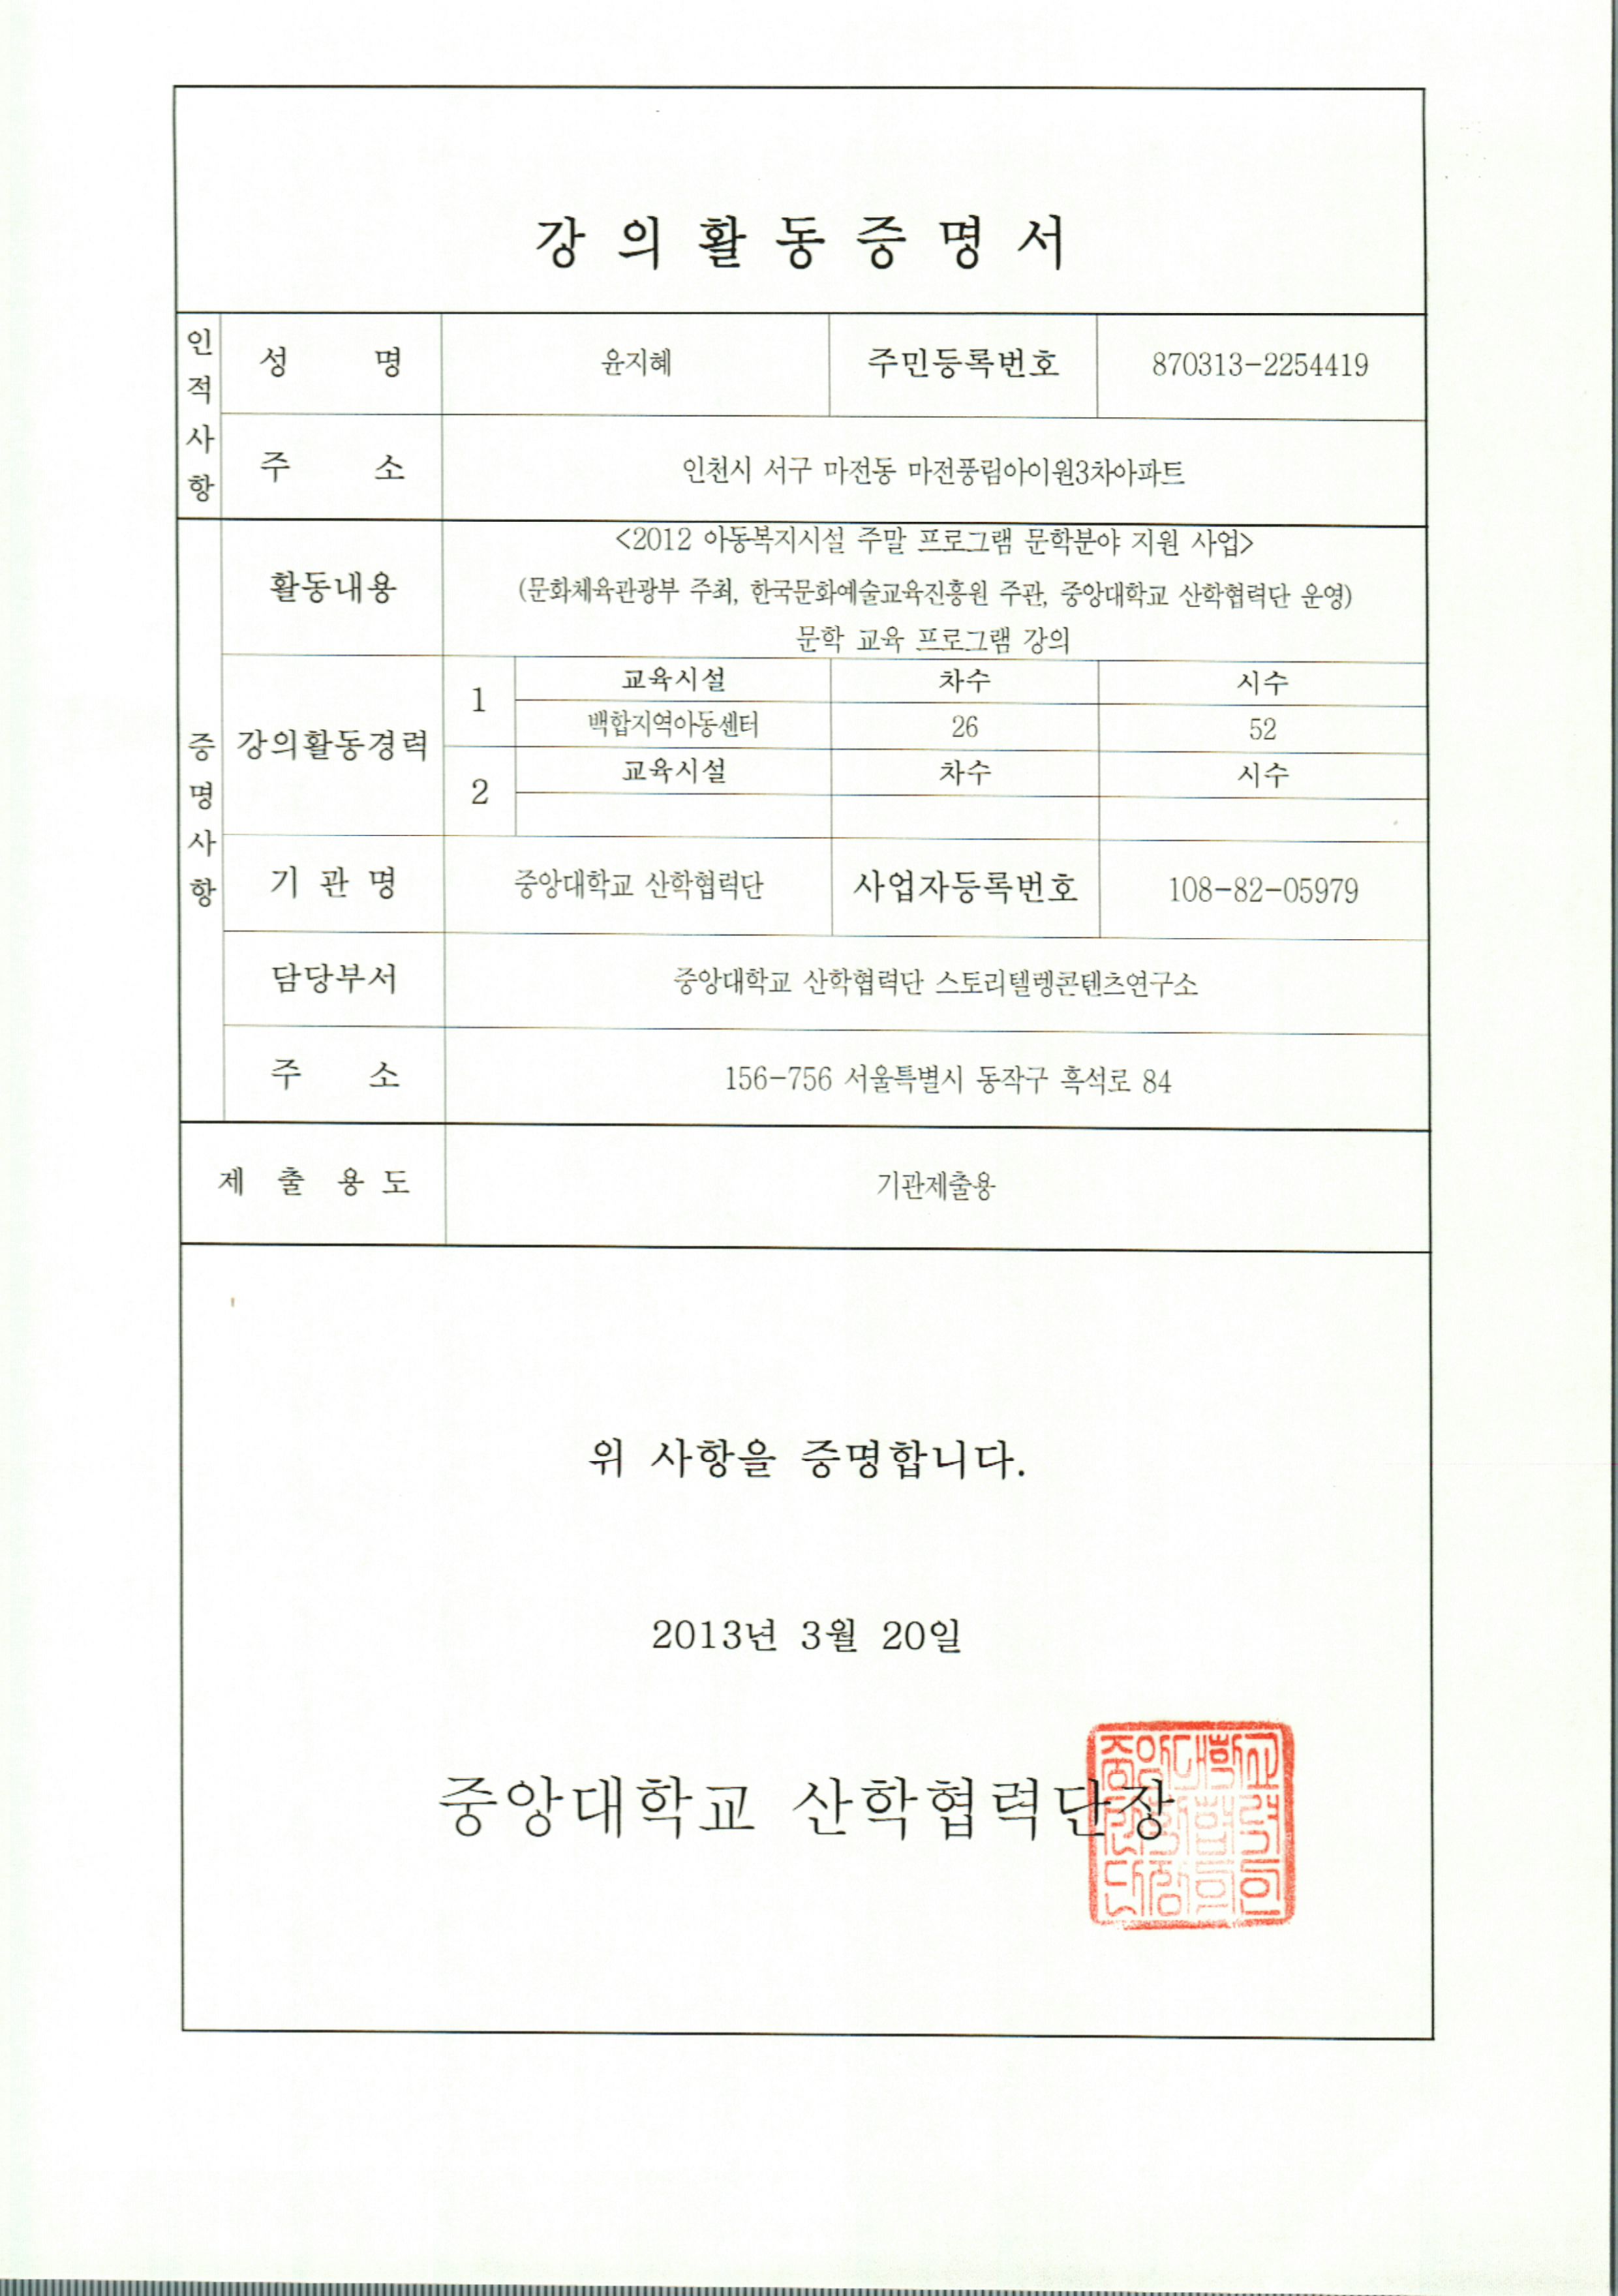 강의활동증명서
인적사항
성 명 윤지혜 주민등록번호 870313-2254419
주 소 인천시 서구 마전동 마전풍림아이원3차아파트
증명사항
활동내용
<2012 아동복지시설 주말 프로그램 문학분야 지원 사업>
(문화체육관광부 주최, 한국문화예술교육진흥원 주관, 중앙대학교 산학협력단 운영)
문학 교육 프로그램 강의
강의활동경력
1 교육시설 차수 시수
백합지역아동센터 26 52
2 교육시설 차수 시수
기 관 명 중앙대학교 산학협력단 사업자등록번호 108-82-05979
담당부서 중앙대학교 산학협력단 스토리텔렝콘텐츠연구소
주 소 156-756 서울특별시 동작구 흑석로 84
제 출 용 도 기관제출용
위 사항을 증명합니다.
2013년 3월 20일
중앙대학교 산학협력단장
중앙대학교
산학협력
단장의인